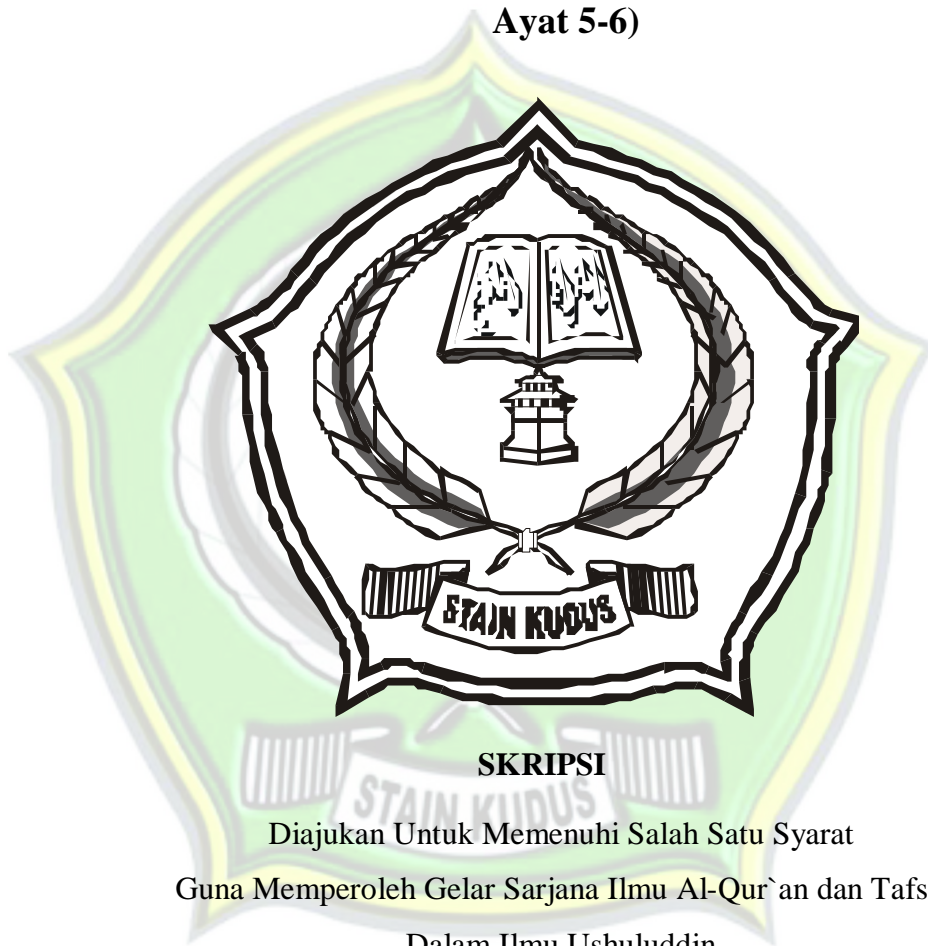 Ayat 5-6)
STAIN KUDUS
SKRIPSI
STAIN KUDUS
Diajukan Untuk Memenuhi Salah Satu Syarat
Guna Memperoleh Gelar Sarjana Ilmu Al-Qur`an dan Tafs
Dalam Ilmu Ushuluddin